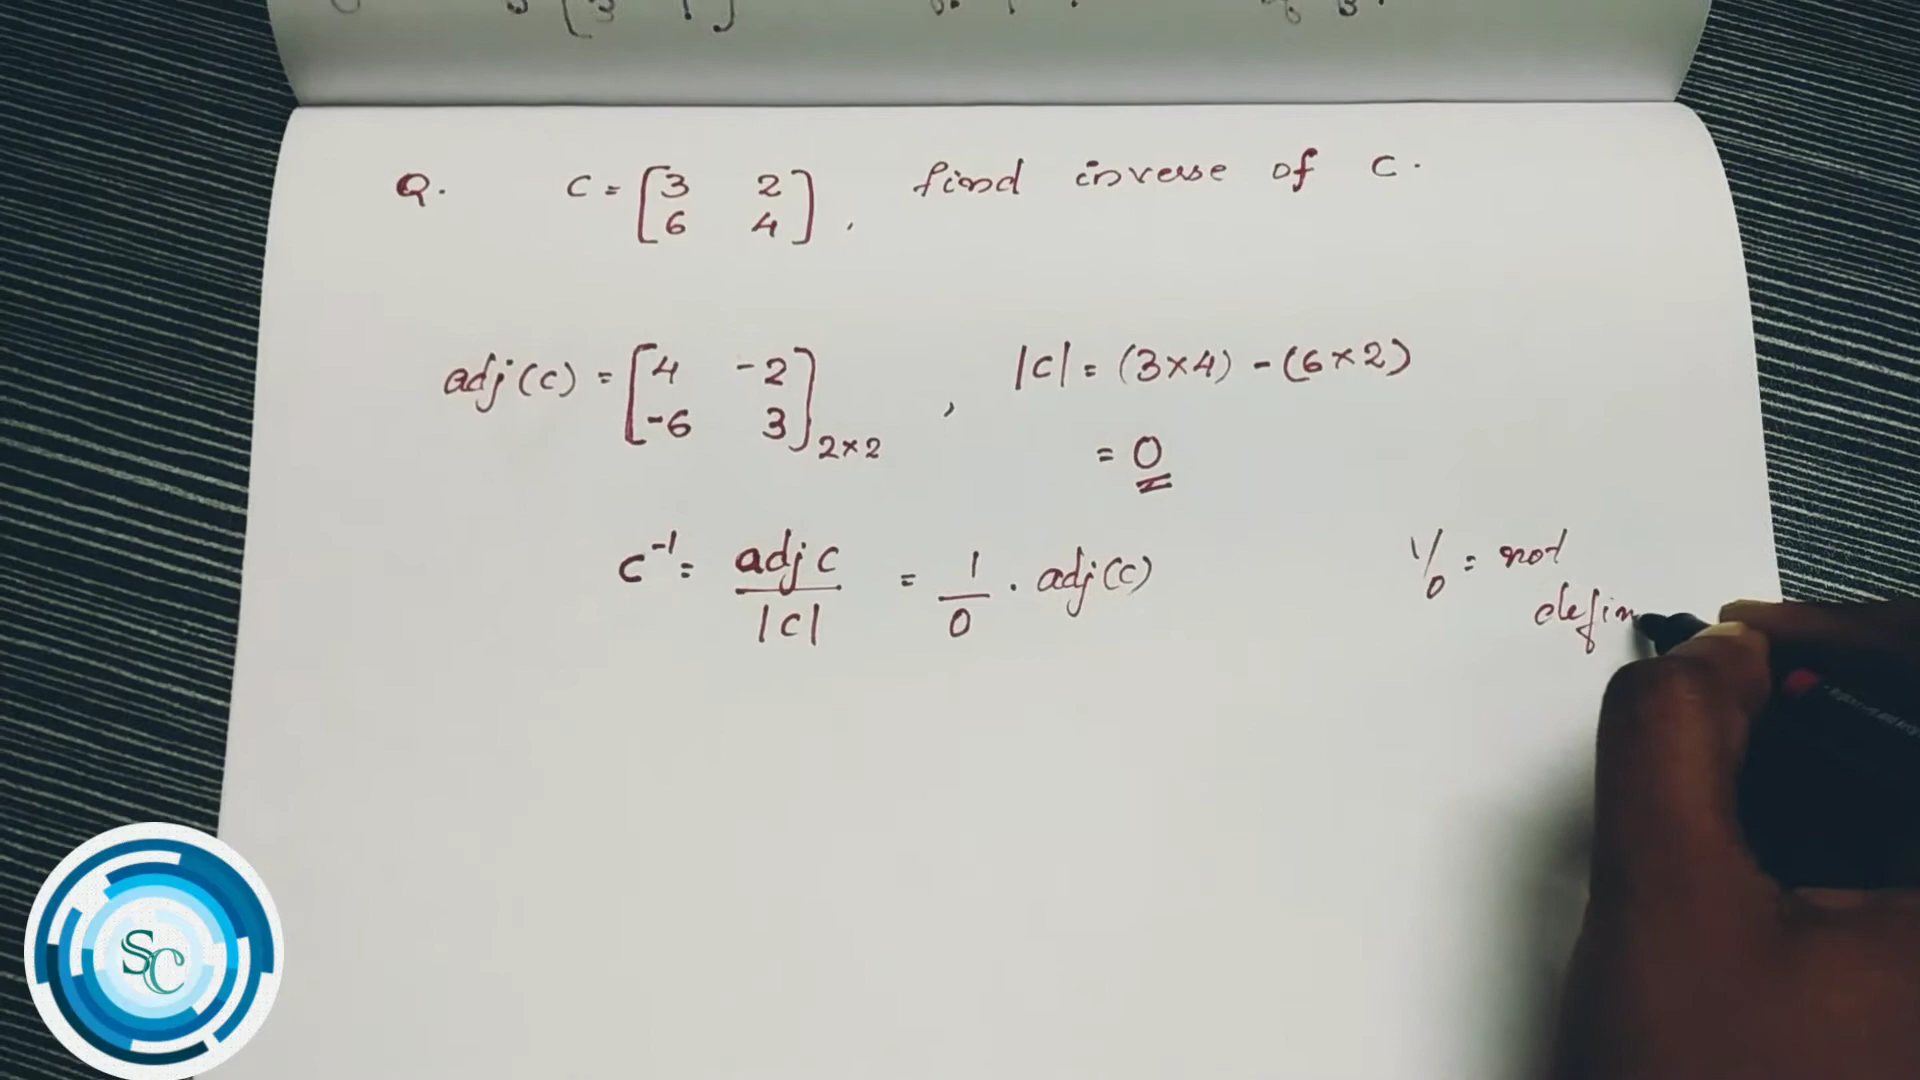 Q. C = [3 2
6 4], find inverse of C.
adj(C) = [4 -2
-6 3]2×2 , |C| = (3×4) - (6×2)
= 0
C⁻¹ = adj C / |C| = 1/0 . adj(C)
1/0 = not
defin
SC